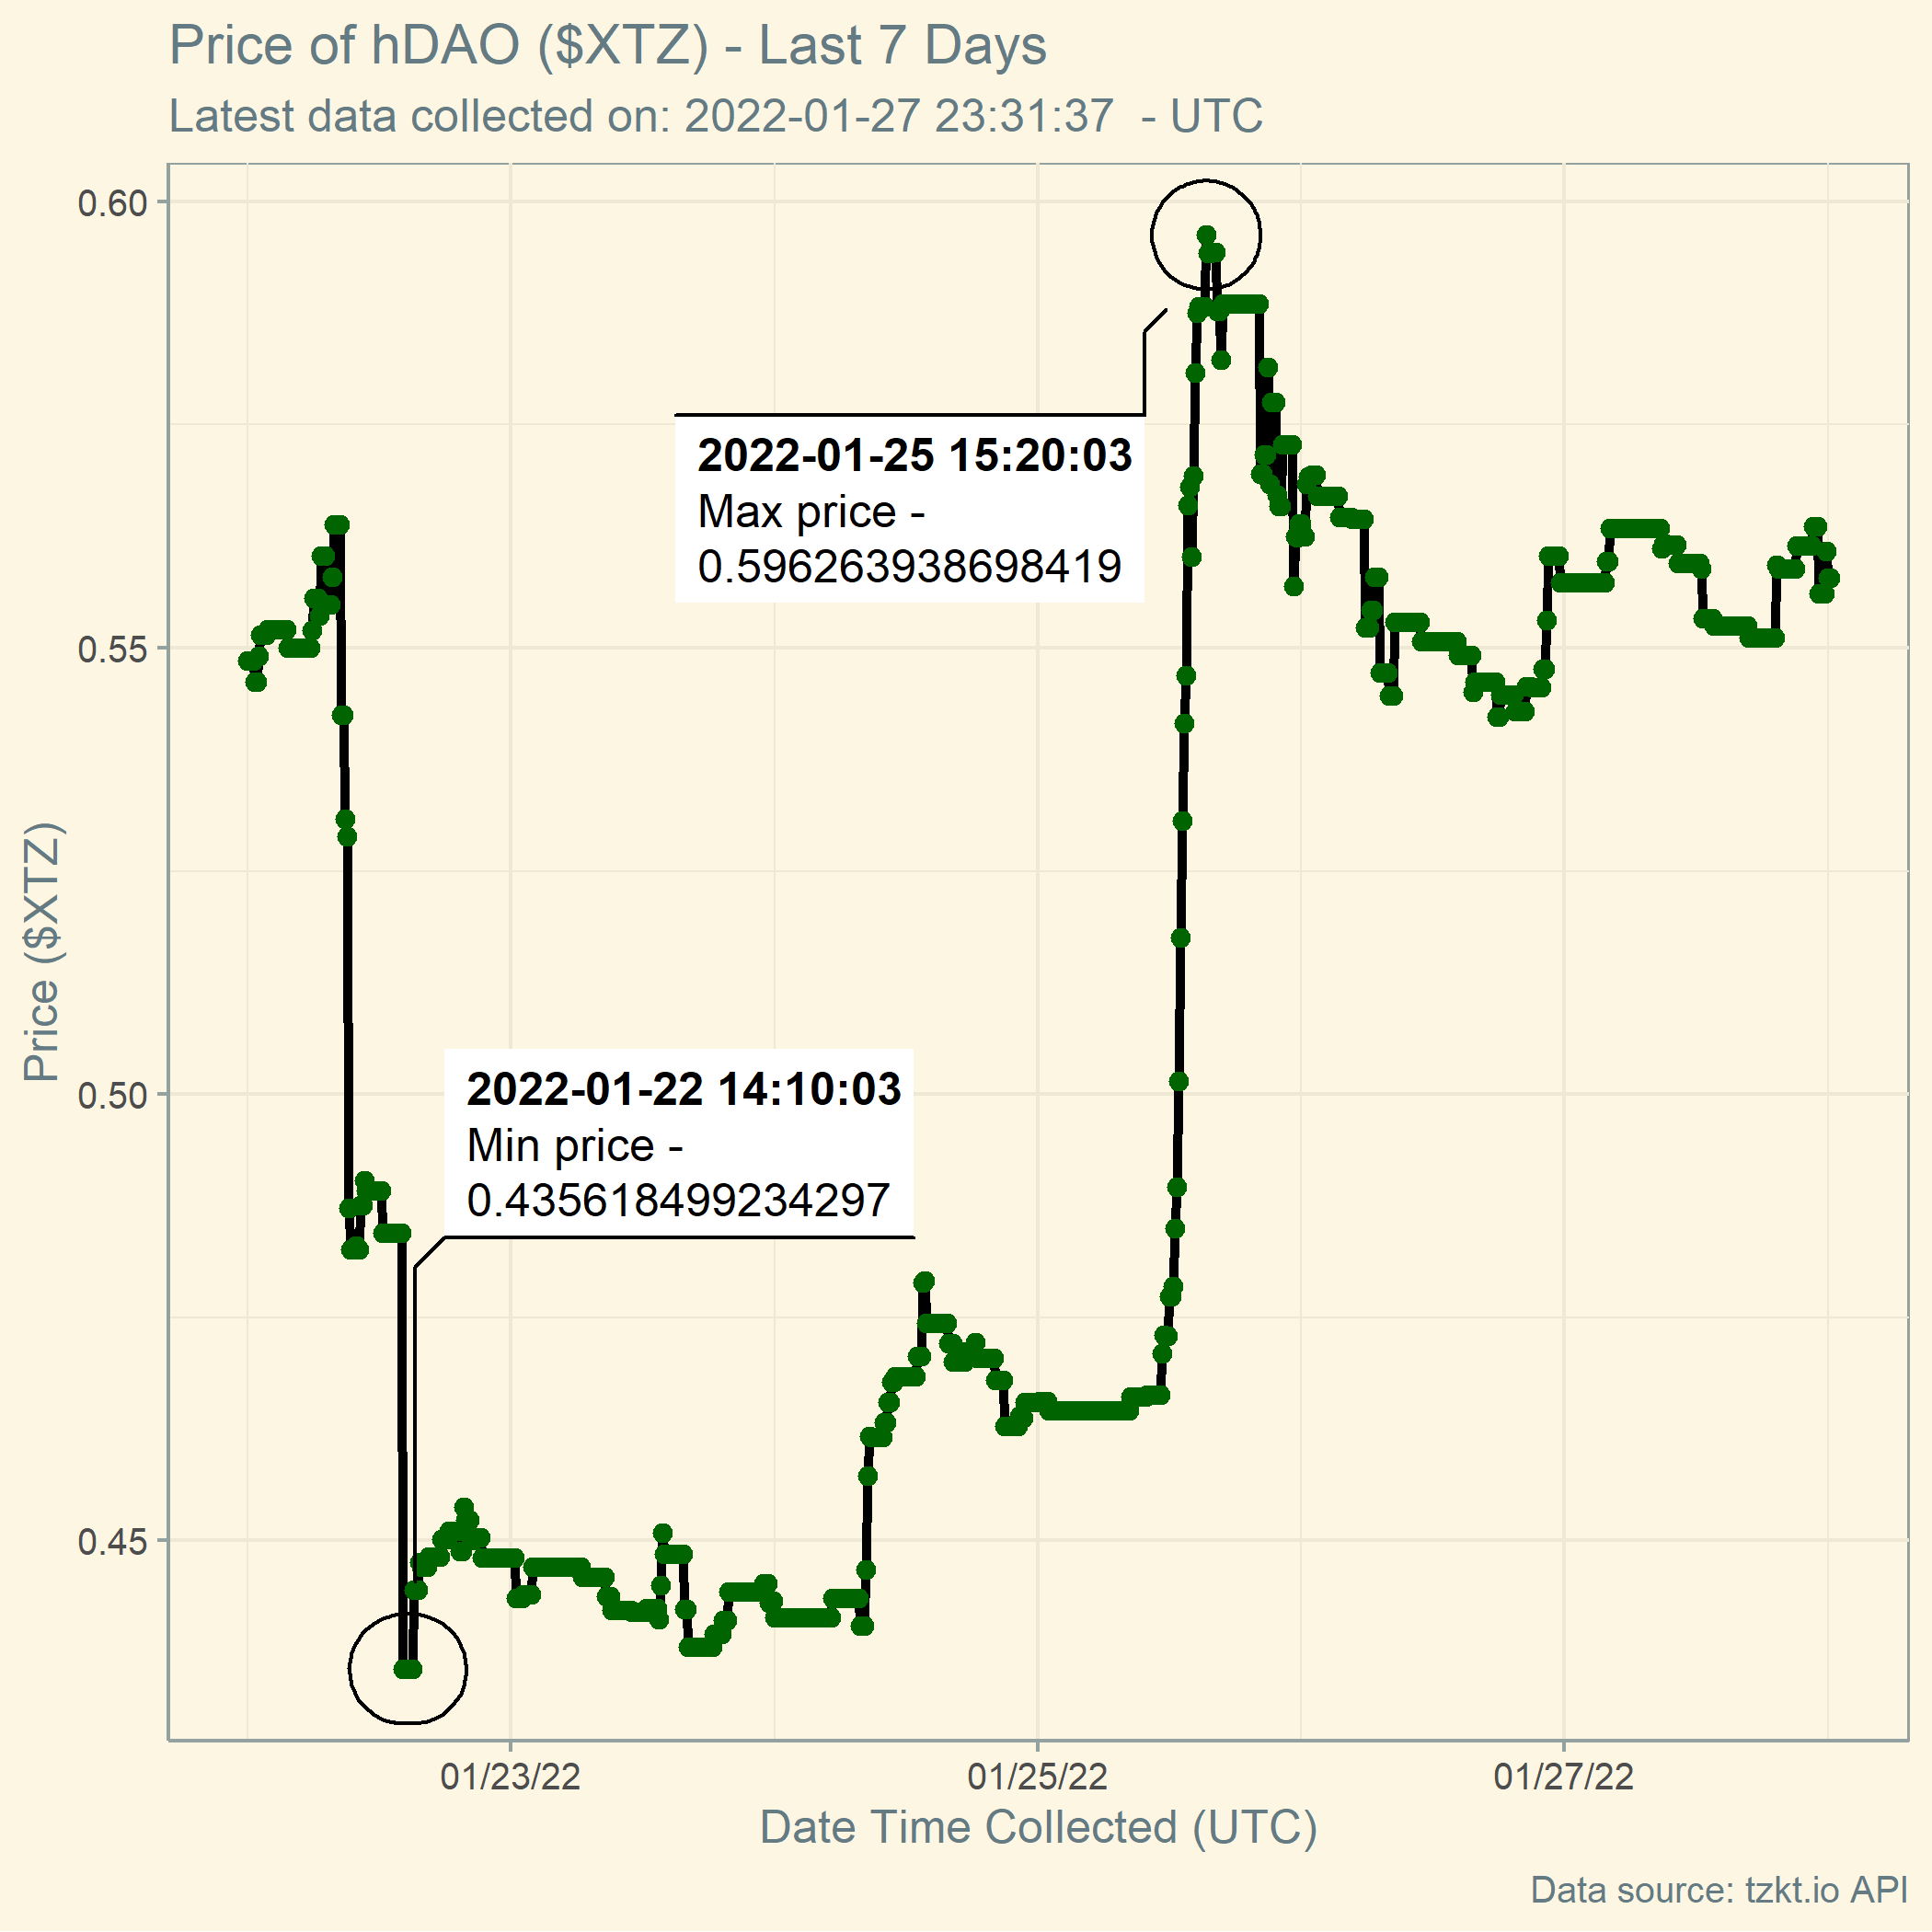 Price of hDAO ($XTZ) - Last 7 Days
Latest data collected on: 2022-01-27 23:31:37  - UTC
0.60
0.55
0.50
0.45
Price ($XTZ)
2022-01-25 15:20:03
Max price -
0.596263938698419
2022-01-22 14:10:03
Min price -
0.435618499234297
01/23/22
01/25/22
01/27/22
Date Time Collected (UTC)
Data source: tzkt.io API